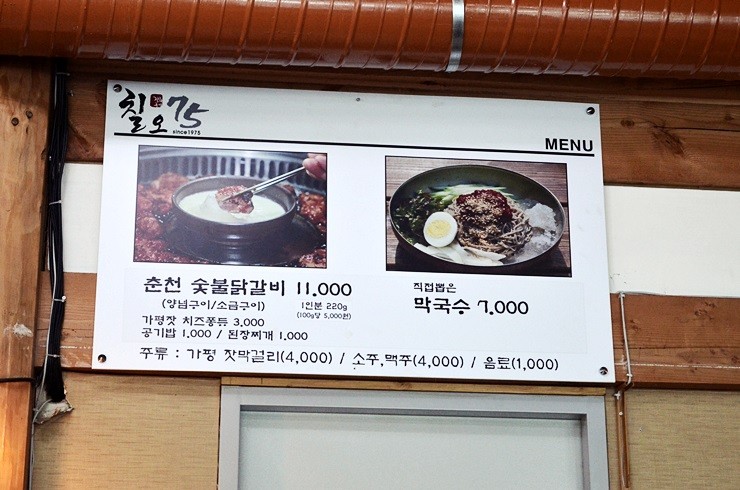 칠오 75
since1975
MENU
춘천 숯불닭갈비 11,000
(양념구이/소금구이) 1인분 220g
(100g당 5,000원)
가평잣 치즈퐁듀 3,000
공기밥 1,000 / 된장찌개 1,000
직접뽑은
막국수 7,000
주류 : 가평 잣막걸리(4,000) / 소주,맥주(4,000) / 음료(1,000)